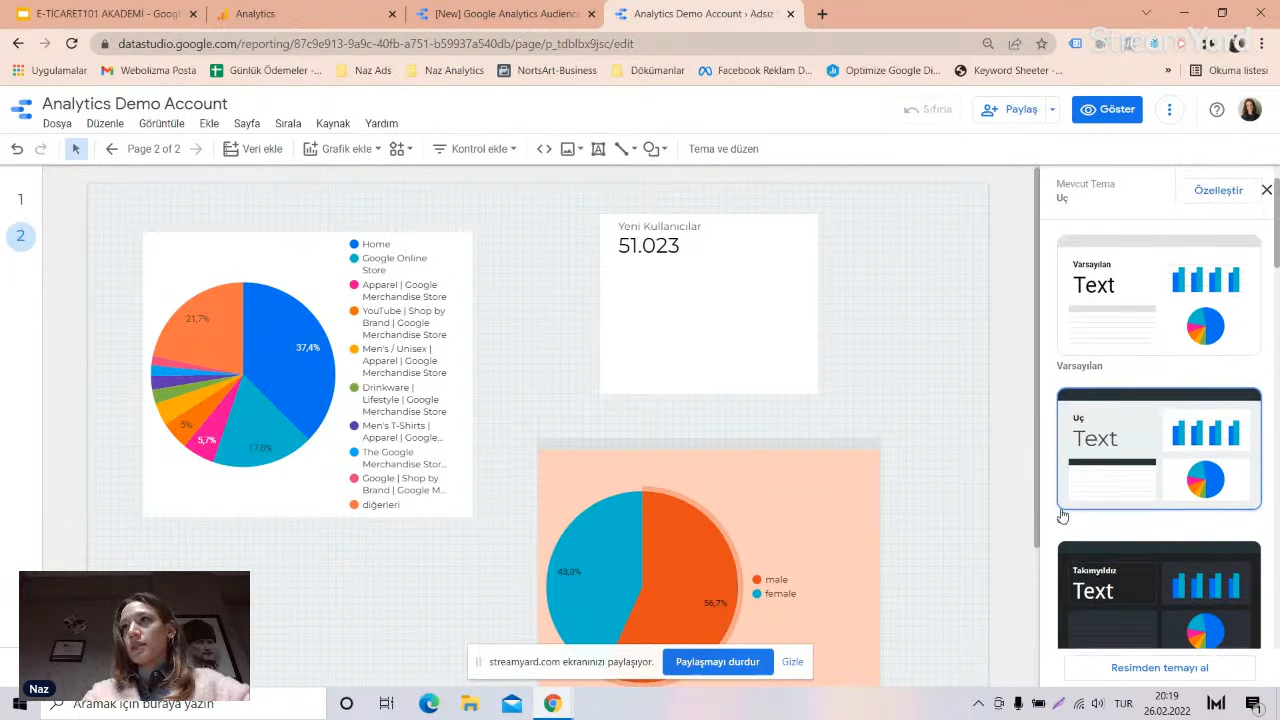 E-TİCARET101 AKADEMİ - Googl
Analytics
[New] Google Analytics Audience
Analytics Demo Account › Adsız
StreamYard
datastudio.google.com/reporting/87c9e913-9a9c-40fb-a751-b59937a540db/page/p_tdblbx9jsc/edit
Uygulamar
Webolizma Posta
Günlük Ödemeler -...
Naz Ads
Naz Analytics
NortsArt-Business
Dökümanlar
Facebook Reklam D...
Optimize Google Di...
Keyword Sheeter -...
»
Okuma listesi
Analytics Demo Account
Sıfırla
Paylaş
Göster
Dosya Düzenle Görüntüle Ekle Sayfa Sırala Kaynak Yardım
Page 2 of 2
Veri ekle
Grafik ekle
Kontrol ekle
Tema ve düzen
1
2
Home
Google Online
Store
Apparel | Google
Merchandise Store
YouTube | Shop by
Brand | Google
Merchandise Store
Men's / Unisex |
Apparel | Google
Merchandise Store
Drinkware |
Lifestyle | Google
Merchandise Store
Men's T-Shirts |
Apparel | Google...
The Google
Merchandise Stor...
Google | Shop by
Brand | Google M...
diğerleri
21,7%
37,4%
5%
5,7%
17,8%
Yeni Kullanıcılar
51.023
43,3%
56,7%
male
female
Mevcut Tema
Uç
Özelleştir
Varsayılan
Text
Varsayılan
Uç
Text
Takımyıldız
Text
Resimden temayı al
streamyard.com ekranınızı paylaşıyor.
Paylaşmayı durdur
Gizle
Naz
Aramak için buraya yazın
TUR
20:19
26.02.2022
1